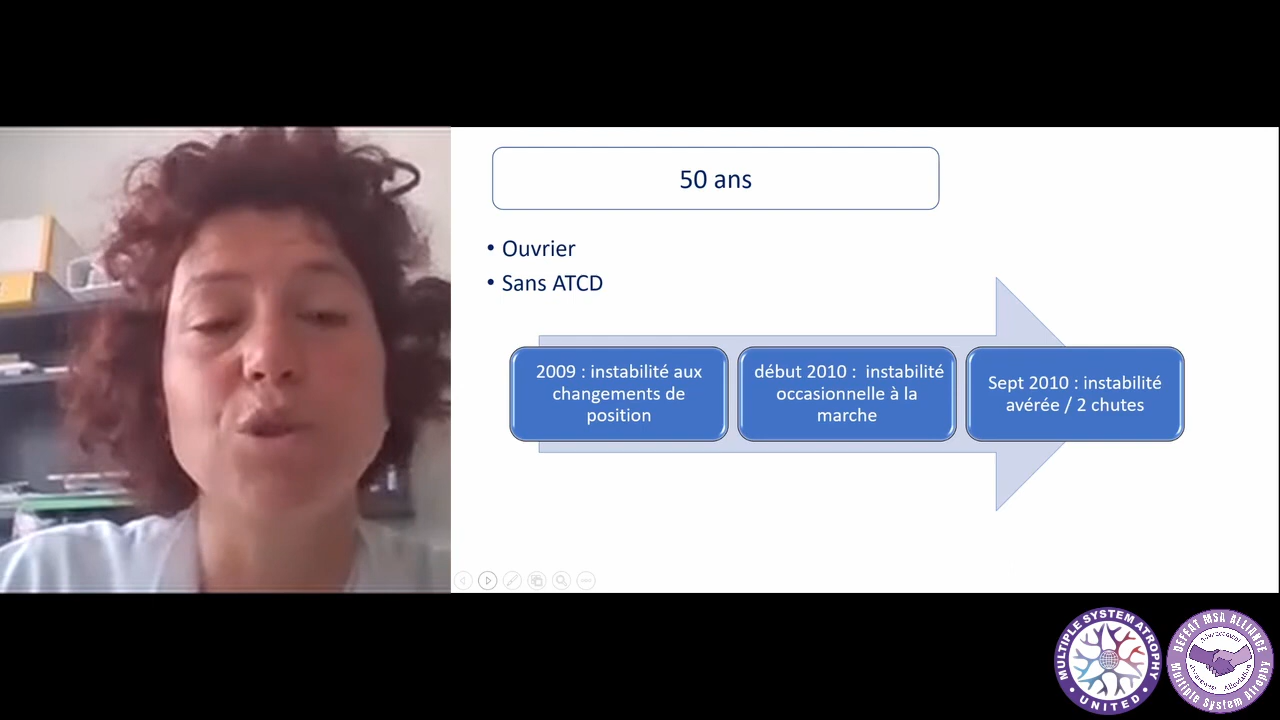 50 ans
• Ouvrier
• Sans ATCD
2009 : instabilité aux
changements de
position
début 2010 : instabilité
occasionnelle à la
marche
Sept 2010 : instabilité
avérée / 2 chutes
MULTIPLE SYSTEM ATROPHY
UNITED
DEFEAT MSA ALLIANCE
Multiple System Atrophy